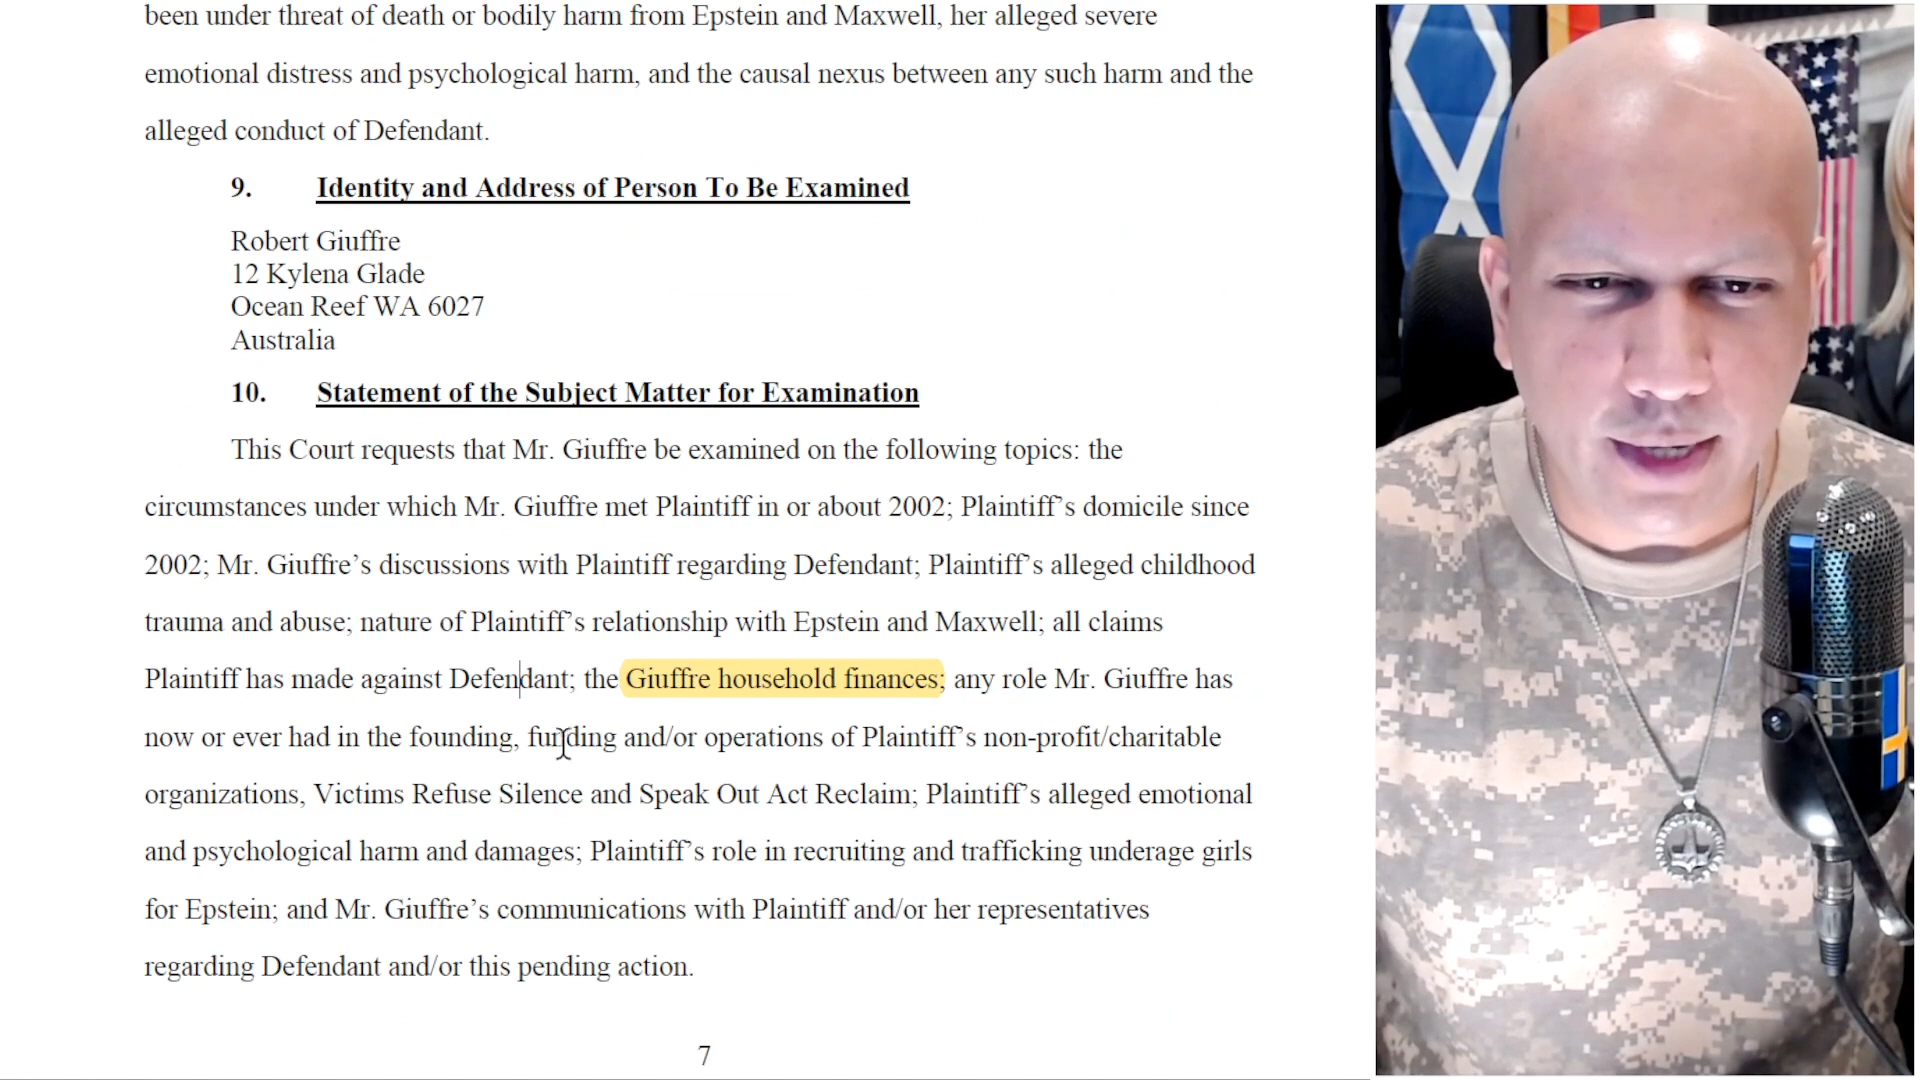 been under threat of death or bodily harm from Epstein and Maxwell, her alleged severe
emotional distress and psychological harm, and the causal nexus between any such harm and the
alleged conduct of Defendant.
9. Identity and Address of Person To Be Examined
Robert Giuffre
12 Kylena Glade
Ocean Reef WA 6027
Australia
10. Statement of the Subject Matter for Examination
This Court requests that Mr. Giuffre be examined on the following topics: the
circumstances under which Mr. Giuffre met Plaintiff in or about 2002; Plaintiff’s domicile since
2002; Mr. Giuffre’s discussions with Plaintiff regarding Defendant; Plaintiff’s alleged childhood
trauma and abuse; nature of Plaintiff’s relationship with Epstein and Maxwell; all claims
Plaintiff has made against Defendant; the Giuffre household finances; any role Mr. Giuffre has
now or ever had in the founding, funding and/or operations of Plaintiff’s non-profit/charitable
organizations, Victims Refuse Silence and Speak Out Act Reclaim; Plaintiff’s alleged emotional
and psychological harm and damages; Plaintiff’s role in recruiting and trafficking underage girls
for Epstein; and Mr. Giuffre’s communications with Plaintiff and/or her representatives
regarding Defendant and/or this pending action.
7